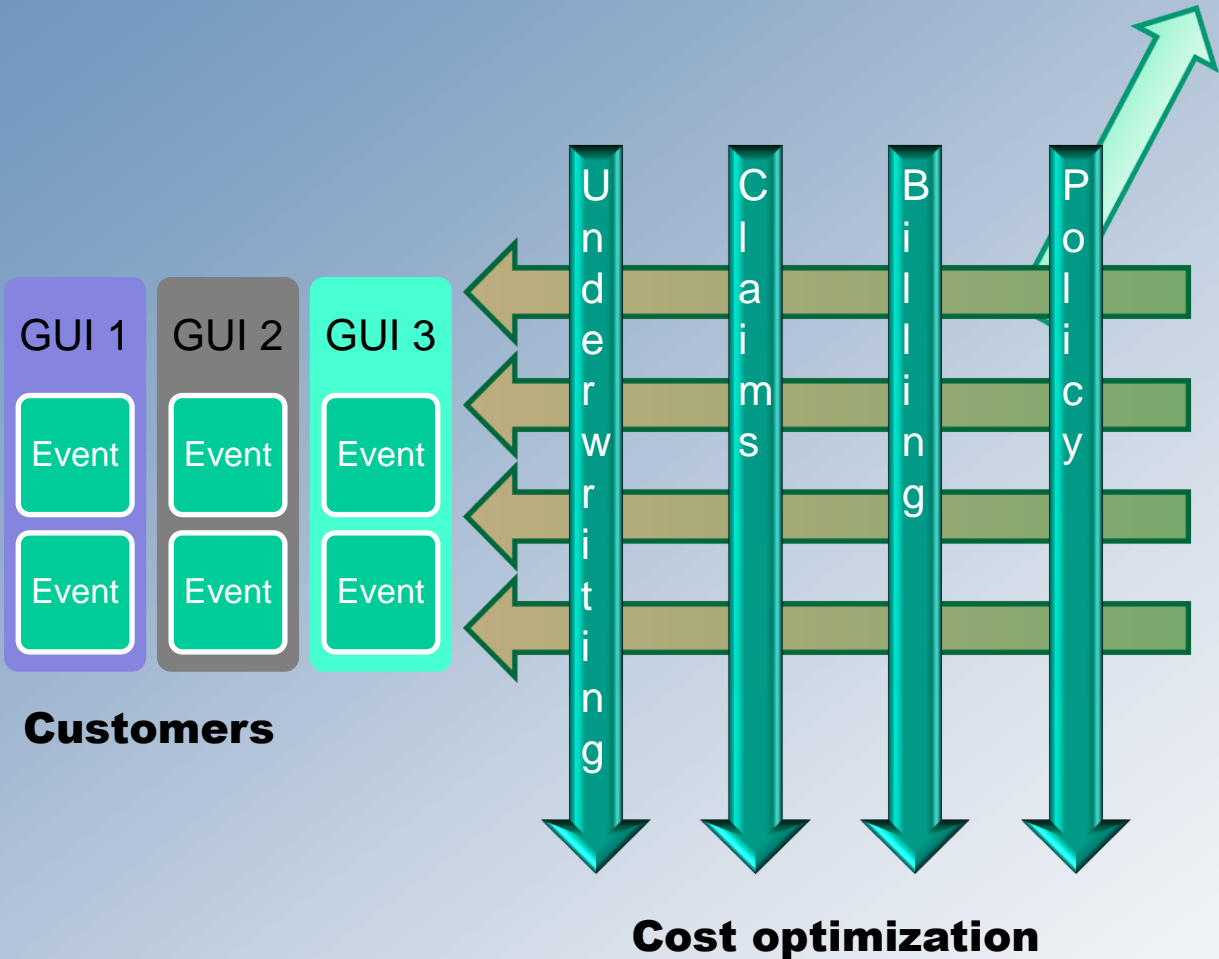 GUI 1
Event
Event
GUI 2
Event
Event
GUI 3
Event
Event
Customers
Underwriting
Claims
Billing
Policy
Cost optimization